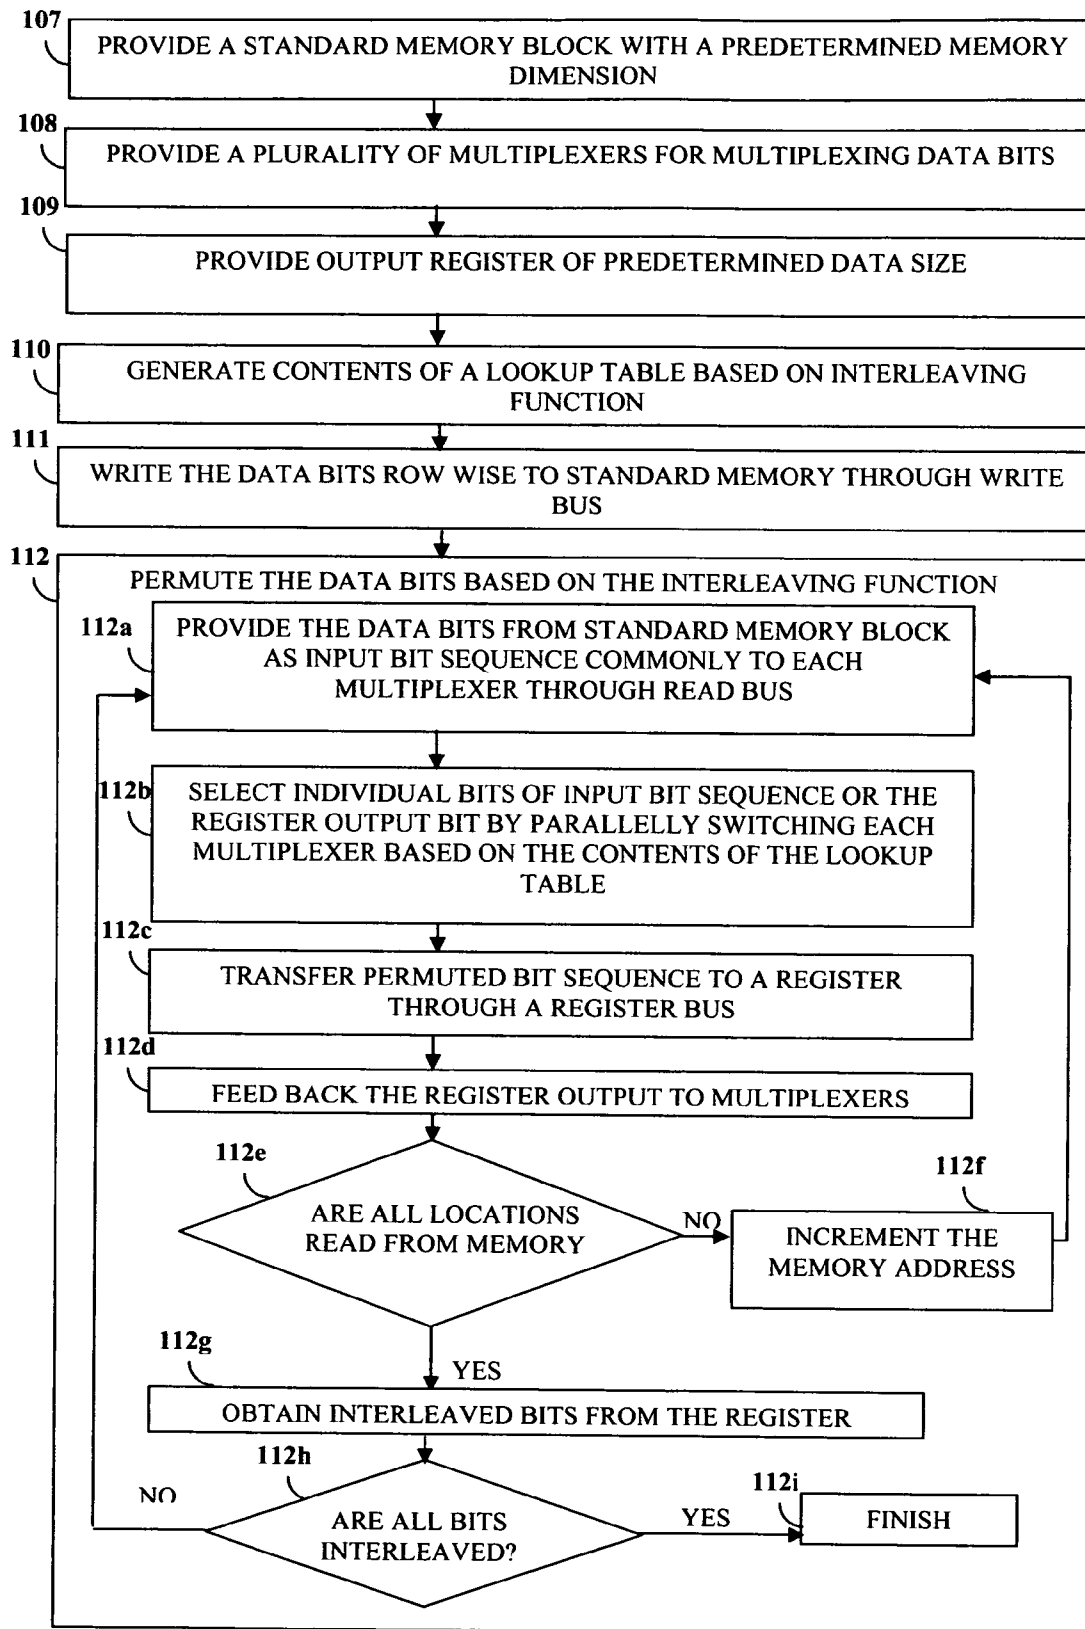 107
PROVIDE A STANDARD MEMORY BLOCK WITH A PREDETERMINED MEMORY
DIMENSION
108
PROVIDE A PLURALITY OF MULTIPLEXERS FOR MULTIPLEXING DATA BITS
109
PROVIDE OUTPUT REGISTER OF PREDETERMINED DATA SIZE
110
GENERATE CONTENTS OF A LOOKUP TABLE BASED ON INTERLEAVING
FUNCTION
111
WRITE THE DATA BITS ROW WISE TO STANDARD MEMORY THROUGH WRITE
BUS
112
PERMUTE THE DATA BITS BASED ON THE INTERLEAVING FUNCTION
112a
PROVIDE THE DATA BITS FROM STANDARD MEMORY BLOCK
AS INPUT BIT SEQUENCE COMMONLY TO EACH
MULTIPLEXER THROUGH READ BUS
112b
SELECT INDIVIDUAL BITS OF INPUT BIT SEQUENCE OR THE
REGISTER OUTPUT BIT BY PARALLELLY SWITCHING EACH
MULTIPLEXER BASED ON THE CONTENTS OF THE LOOKUP
TABLE
112c
TRANSFER PERMUTED BIT SEQUENCE TO A REGISTER
THROUGH A REGISTER BUS
112d
FEED BACK THE REGISTER OUTPUT TO MULTIPLEXERS
112e
ARE ALL LOCATIONS
READ FROM MEMORY
NO
112f
INCREMENT THE
MEMORY ADDRESS
YES
112g
OBTAIN INTERLEAVED BITS FROM THE REGISTER
112h
NO
ARE ALL BITS
INTERLEAVED?
YES
112i
FINISH